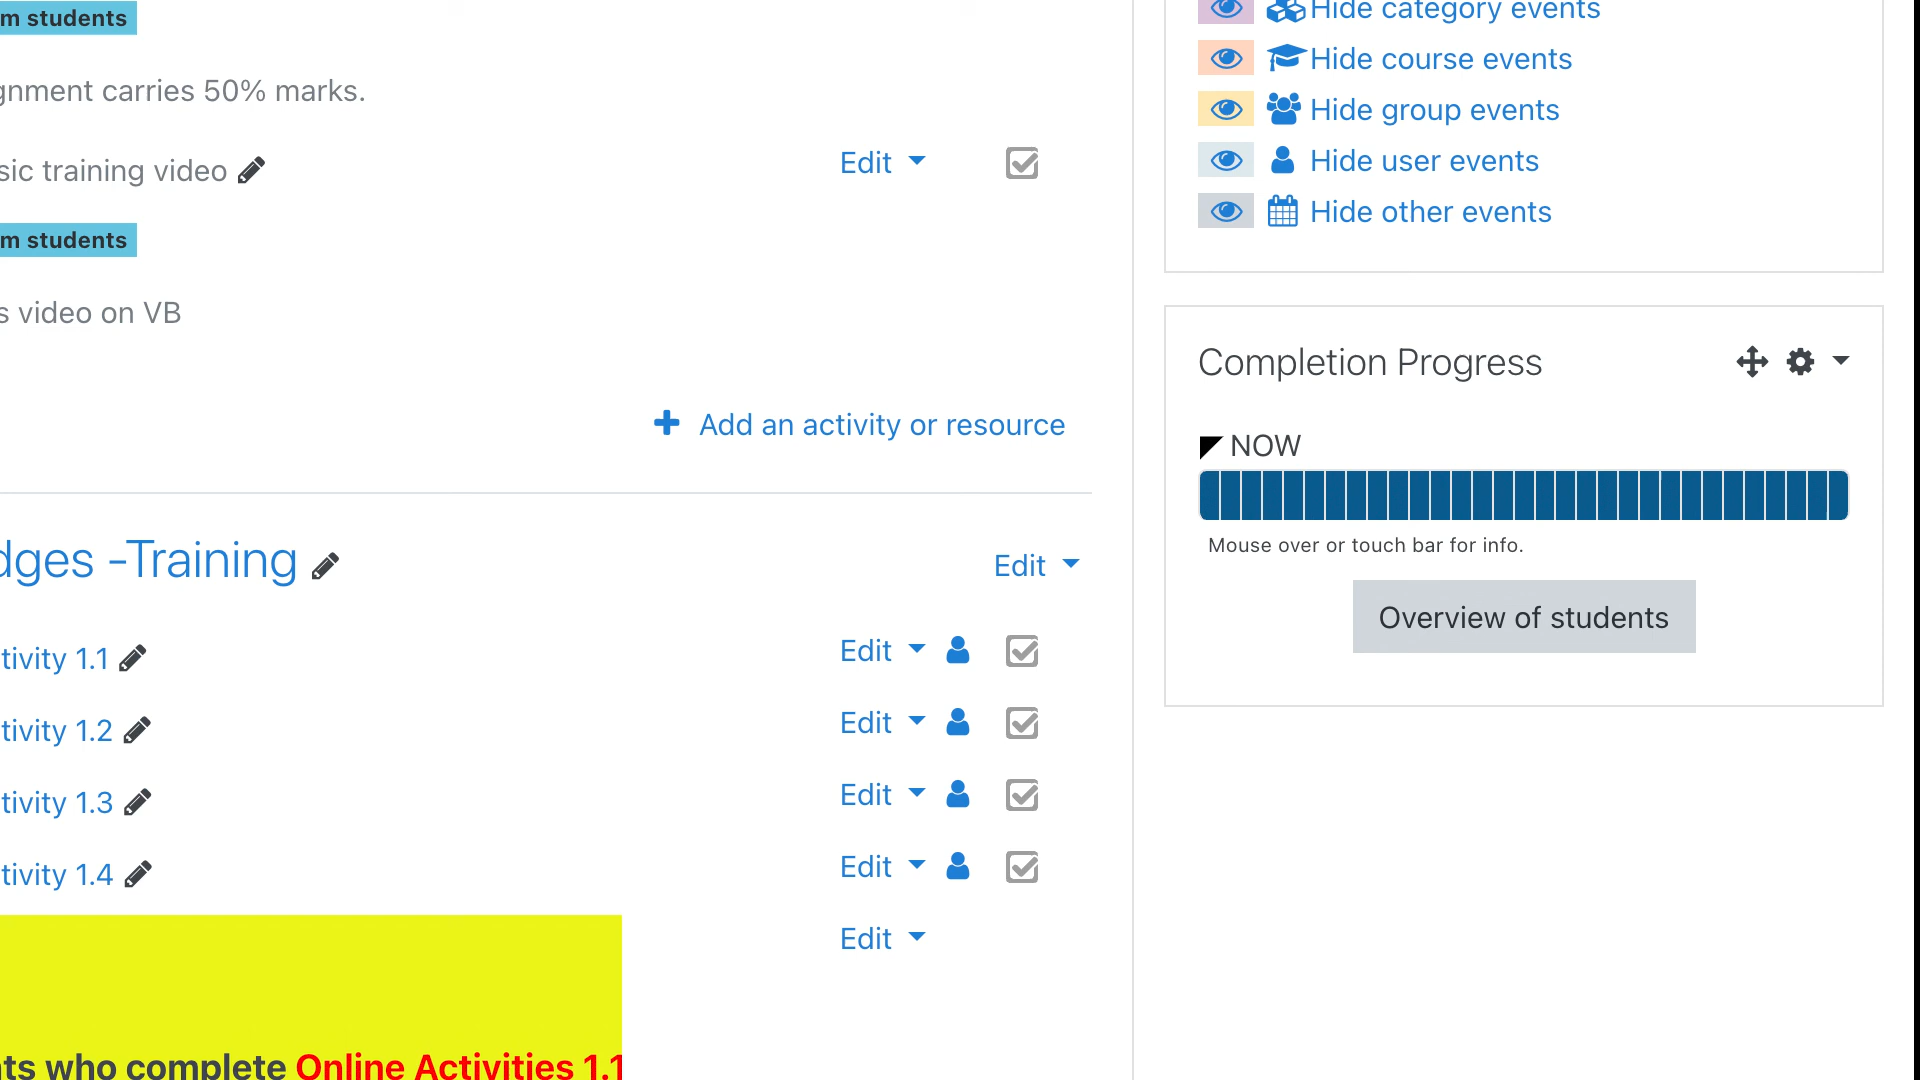 m students
gnment carries 50% marks.
sic training video
Edit
m students
s video on VB
Add an activity or resource
dges -Training
Edit
tivity 1.1
Edit
tivity 1.2
Edit
tivity 1.3
Edit
tivity 1.4
Edit
Edit
nts who complete Online Activities 1.1
Hide category events
Hide course events
Hide group events
Hide user events
Hide other events
Completion Progress
NOW
Mouse over or touch bar for info.
Overview of students